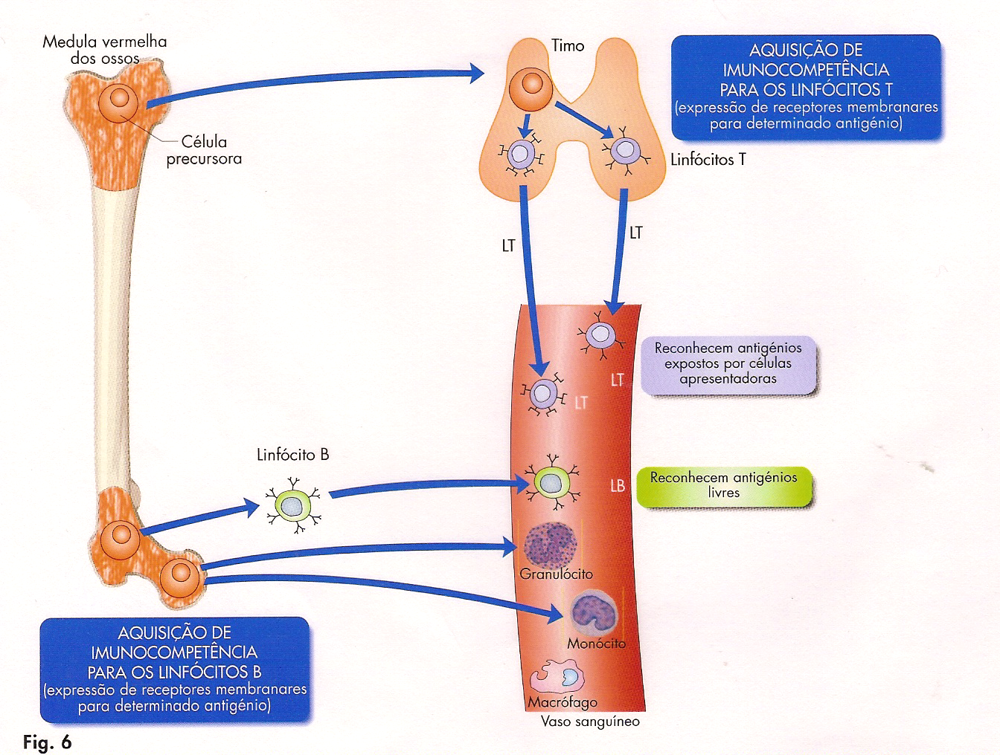 Medula vermelha
dos ossos
Célula
precursora
Timo
AQUISIÇÃO DE
IMUNOCOMPETÊNCIA
PARA OS LINFÓCITOS T
(expressão de receptores membranares
para determinado antigénio)
Linfócitos T
LT
LT
Reconhecem antigénios
expostos por células
apresentadoras
LT
LT
Linfócito B
LB
Reconhecem antigénios
livres
Granulócito
Monócito
Macrófago
Vaso sanguíneo
AQUISIÇÃO DE
IMUNOCOMPETÊNCIA
PARA OS LINFÓCITOS B
(expressão de receptores membranares
para determinado antigénio)
Fig. 6